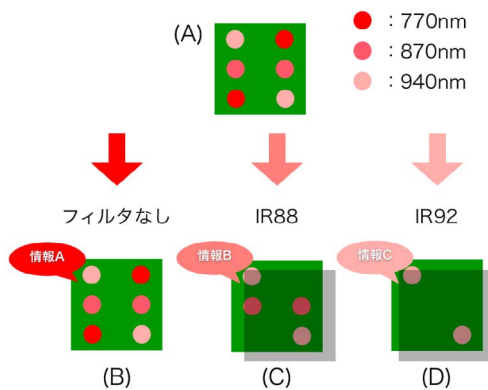 (A)
：770nm
：870nm
：940nm
フィルタなし
IR88
IR92
情報A
情報B
情報C
(B)
(C)
(D)